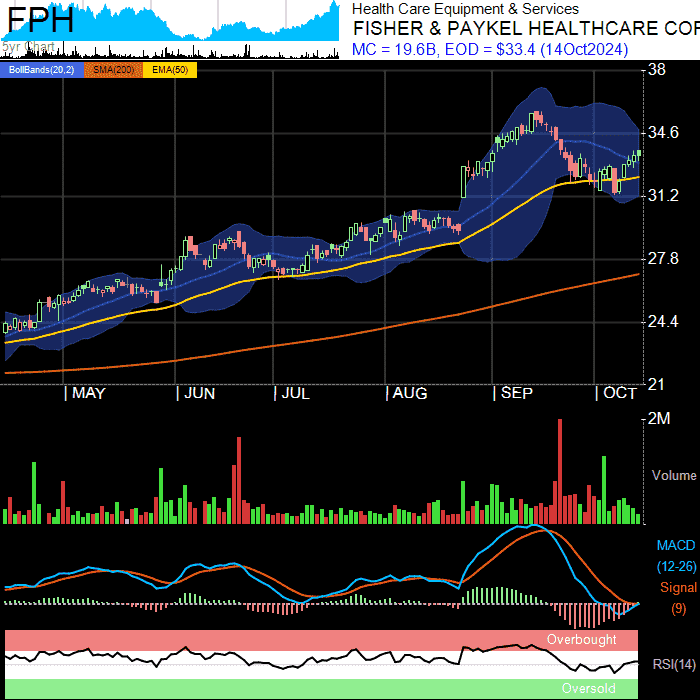 FPH
5yr Chart
Health Care Equipment & Services
FISHER & PAYKEL HEALTHCARE COR
MC = 19.6B, EOD = $33.4 (14Oct2024)
BollBands(20,2) SMA(200) EMA(50)
38
34.6
31.2
27.8
24.4
21
| MAY | JUN | JUL | AUG | SEP | OCT
2M
Volume
MACD
(12-26)
Signal
(9)
Overbought
RSI(14)
Oversold